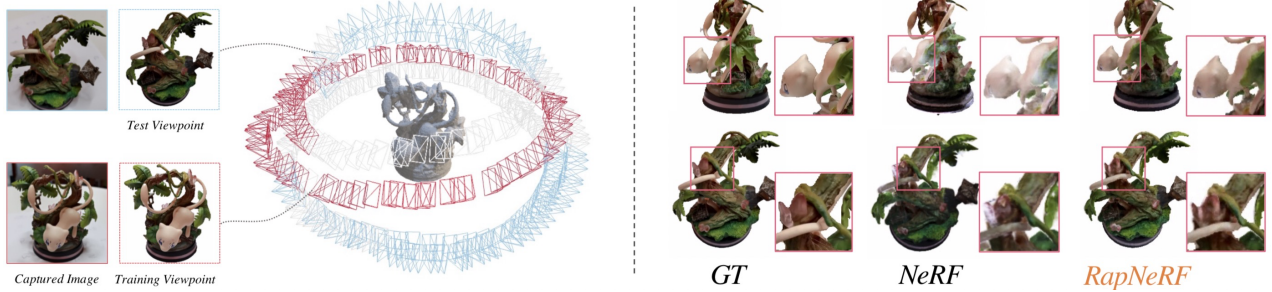 Test Viewpoint
Captured Image
Training Viewpoint
GT
NeRF
RapNeRF